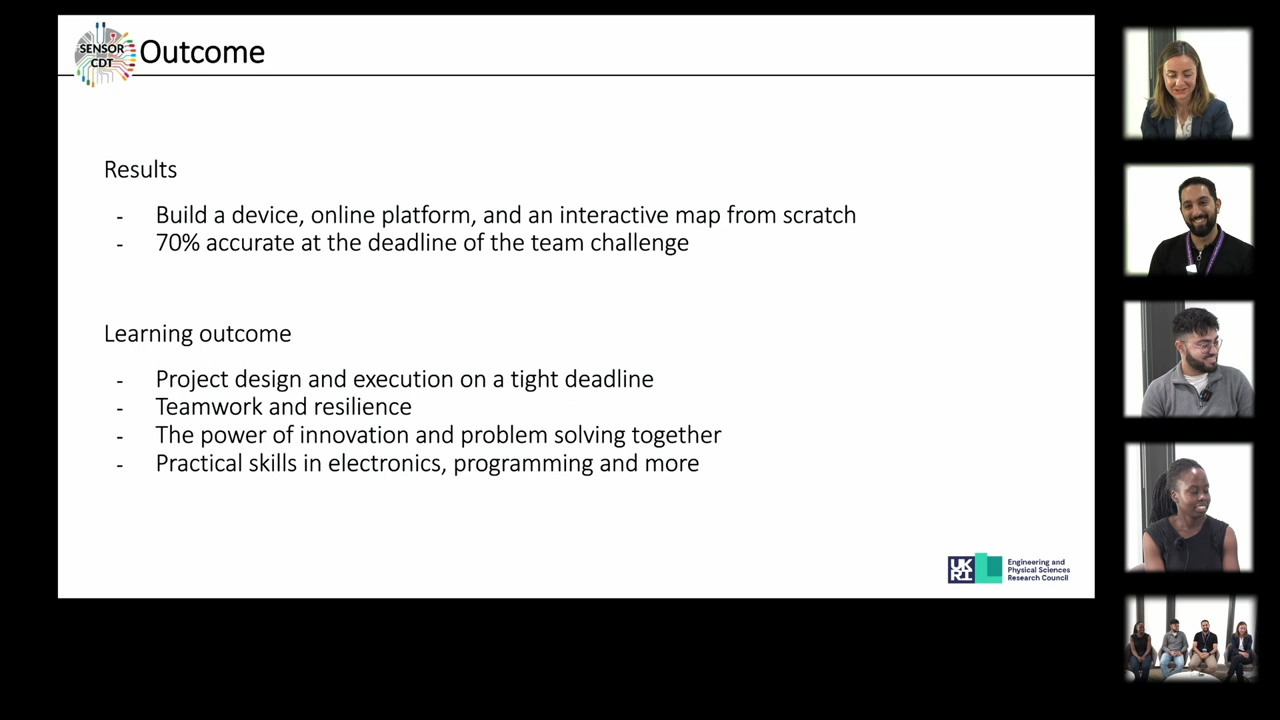 SENSOR
CDT
Outcome
Results
- Build a device, online platform, and an interactive map from scratch
- 70% accurate at the deadline of the team challenge
Learning outcome
- Project design and execution on a tight deadline
- Teamwork and resilience
- The power of innovation and problem solving together
- Practical skills in electronics, programming and more
UK
RI
Engineering and
Physical Sciences
Research Council